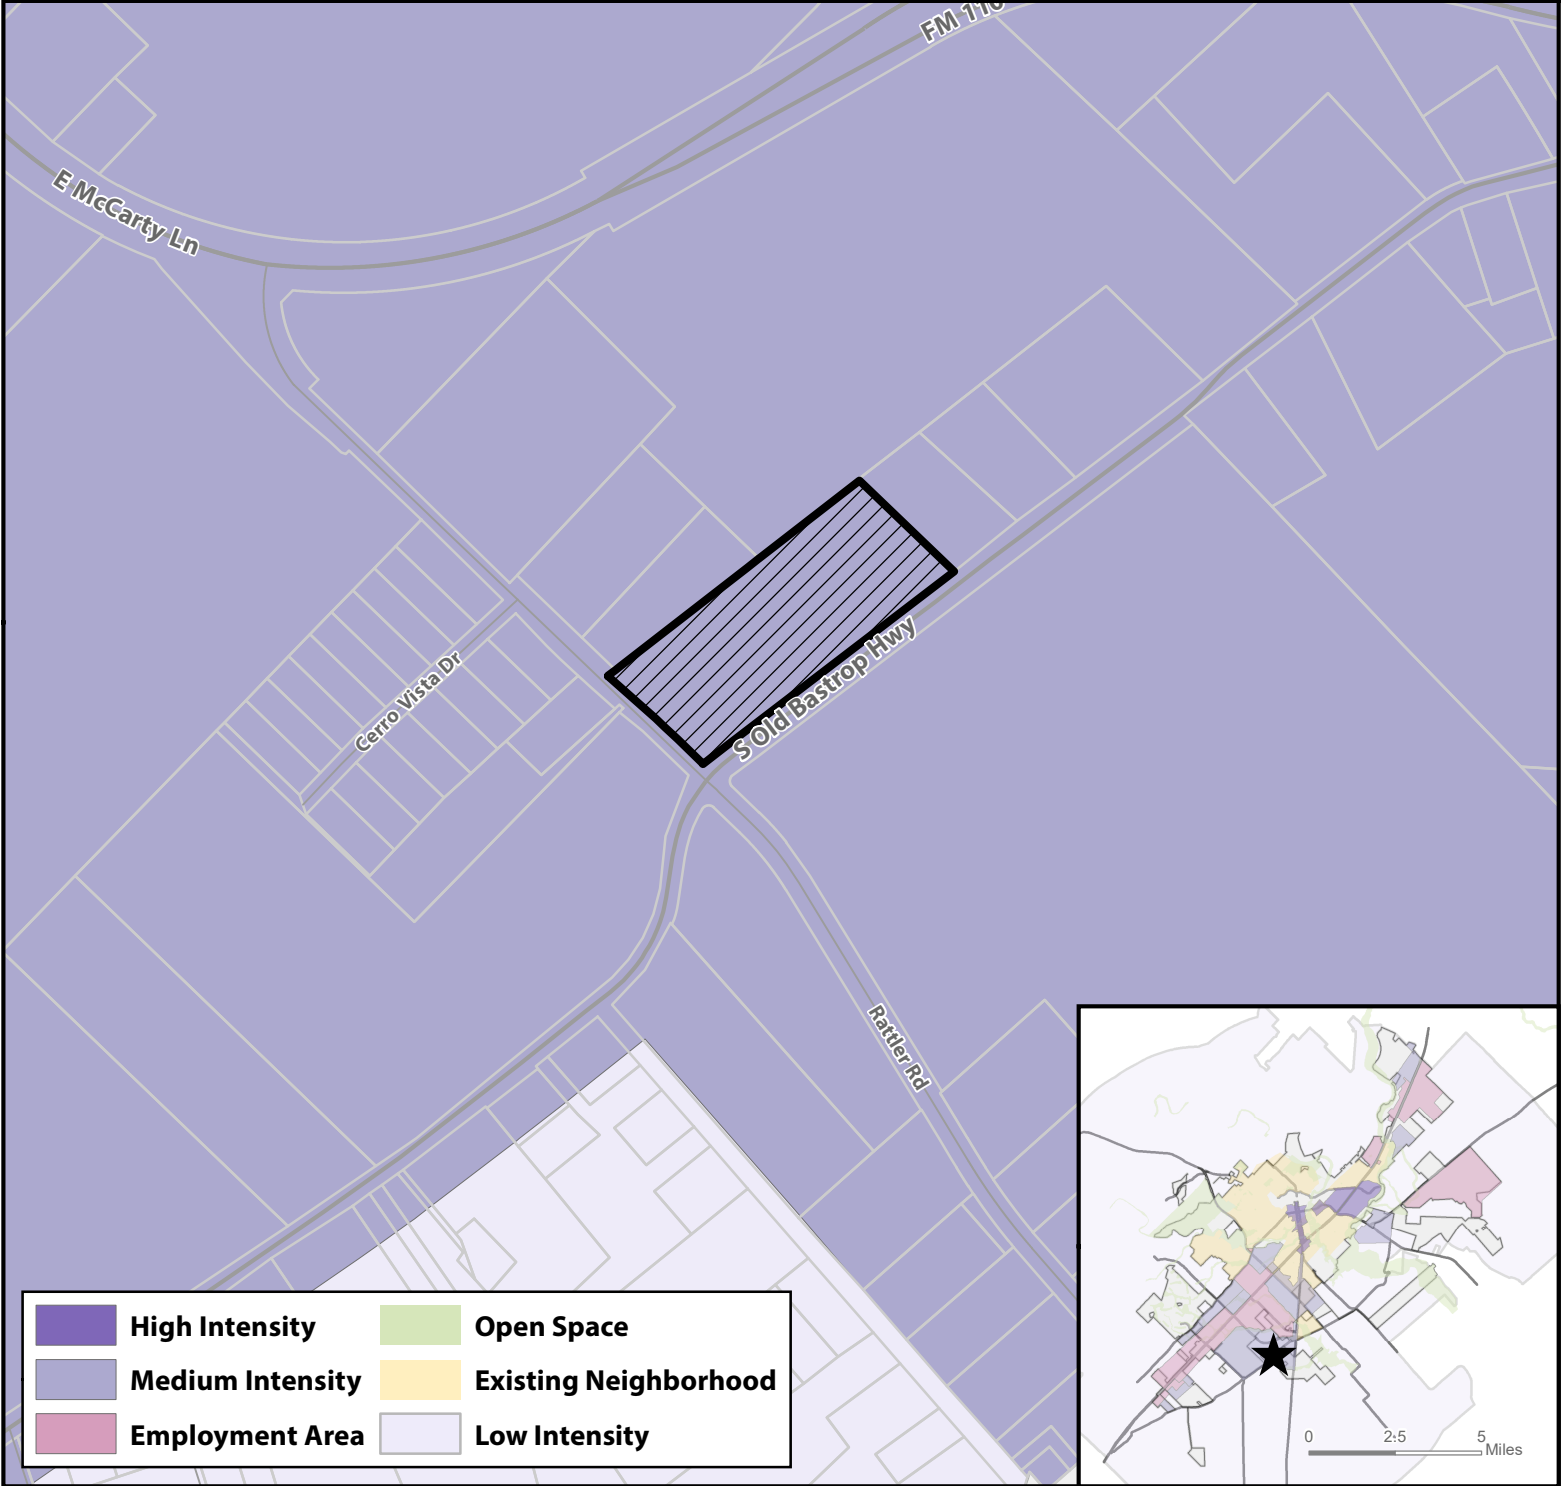 FM 110
E McCarty Ln
S Old Bastrop Hwy
Cerro Vista Dr
Rattler Rd
High Intensity
Medium Intensity
Employment Area
Open Space
Existing Neighborhood
Low Intensity
0 2.5 5
Miles